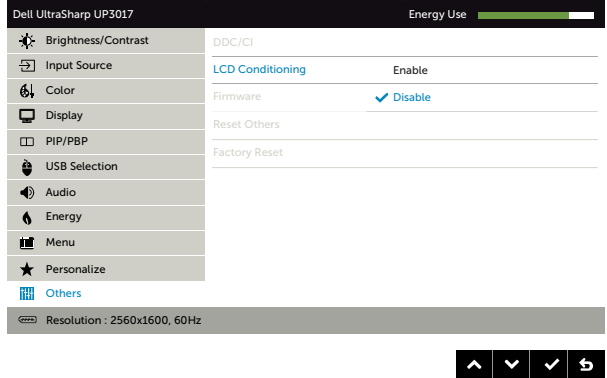 Dell UltraSharp UP3017
Energy Use
Brightness/Contrast
DDC/CI
Input Source
LCD Conditioning
Enable
Color
Firmware
Disable
Display
Reset Others
PIP/PBP
Factory Reset
USB Selection
Audio
Energy
Menu
Personalize
Others
Resolution : 2560x1600, 60Hz